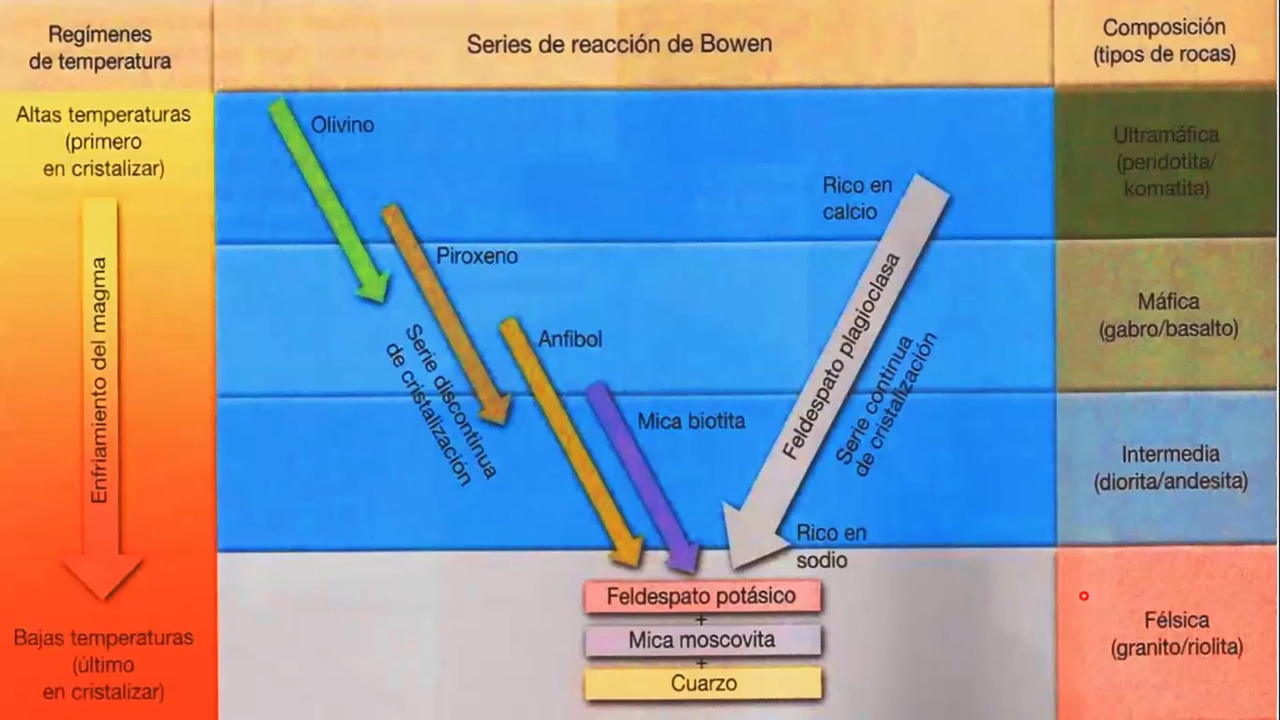 Regímenes
de temperatura
Series de reacción de Bowen
Composición
(tipos de rocas)
Altas temperaturas
(primero
en cristalizar)
Enfriamiento del magma
Bajas temperaturas
(último
en cristalizar)
Olivino
Piroxeno
Anfibol
Mica biotita
Serie discontinua
de cristalización
Rico en
calcio
Feldespato plagioclasa
Serie continua
de cristalización
Rico en
sodio
Feldespato potásico
+
Mica moscovita
+
Cuarzo
Ultramáfica
(peridotita/
komatita)
Máfica
(gabro/basalto)
Intermedia
(diorita/andesita)
Félsica
(granito/riolita)